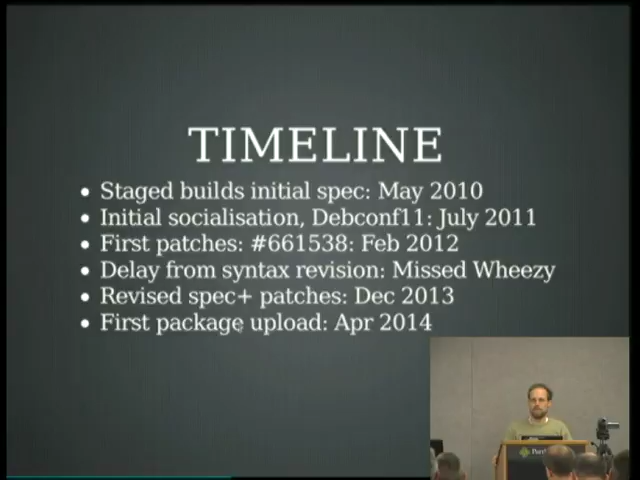 TIMELINE
• Staged builds initial spec: May 2010
• Initial socialisation, Debconf11: July 2011
• First patches: #661538: Feb 2012
• Delay from syntax revision: Missed Wheezy
• Revised spec+ patches: Dec 2013
• First package upload: Apr 2014